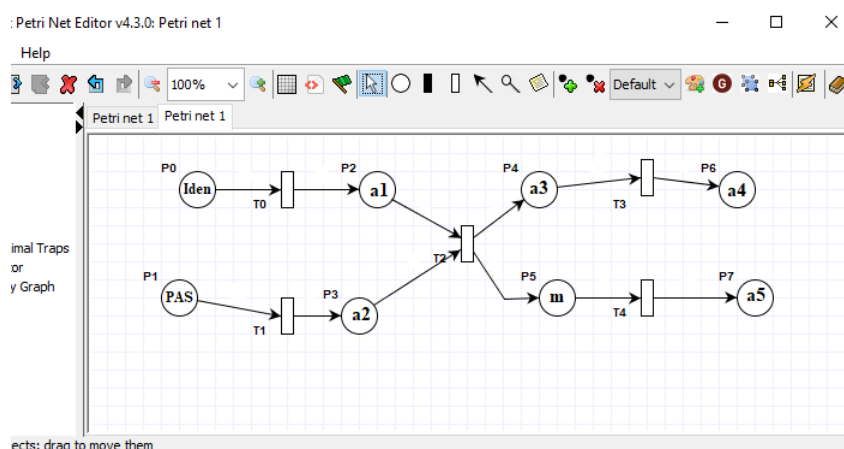 : Petri Net Editor v4.3.0: Petri net 1
Help
100%
Default
G
Petri net 1 Petri net 1
imal Traps
or
y Graph
P0 P2 P4 P6
Iden a1 a3 a4
T0 T3
T2
P1 P3 P5 P7
PAS a2 m a5
T1 T4
ects: drag to move them